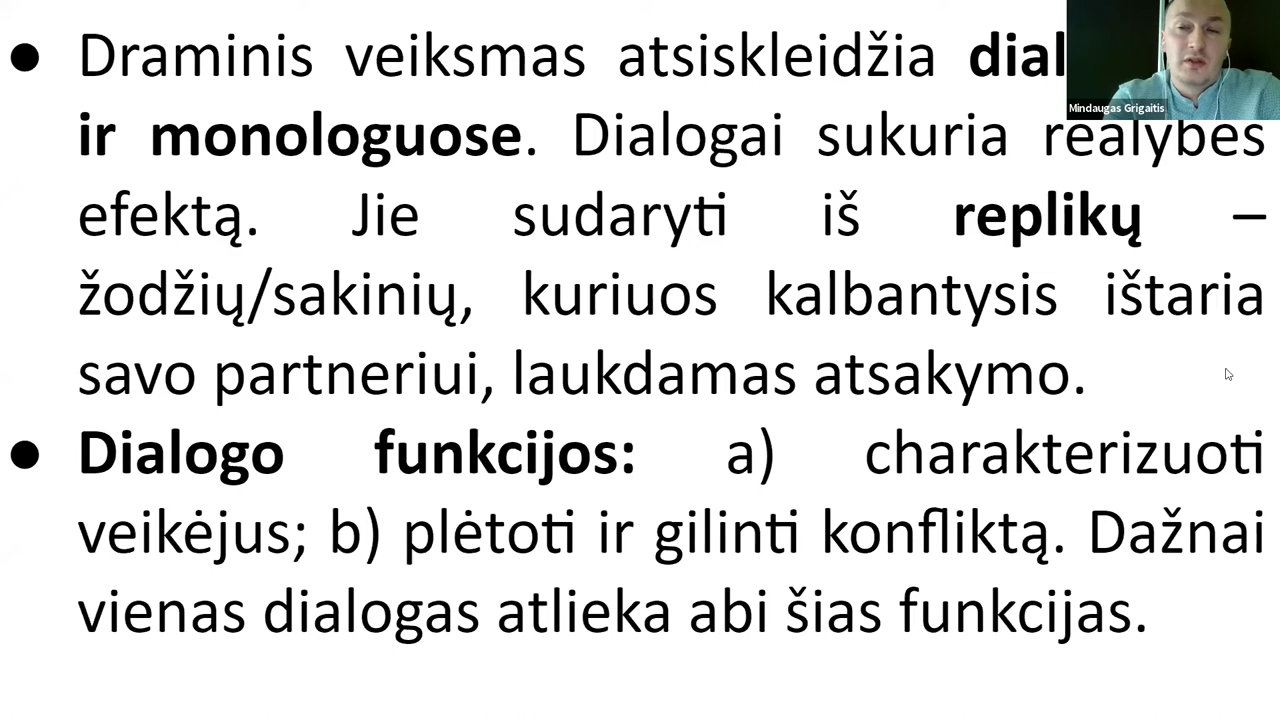 ● Draminis veiksmas atsiskleidžia
Mindaugas Grigaitis
ir monologuose. Dialogai sukuria realybės
efektą. Jie sudaryti iš replikų –
žodžių/sakinių, kuriuos kalbantysis ištaria
savo partneriui, laukdamas atsakymo.
● Dialogo funkcijos: a) charakterizuoti
veikėjus; b) plėtoti ir gilinti konfliktą. Dažnai
vienas dialogas atlieka abi šias funkcijas.